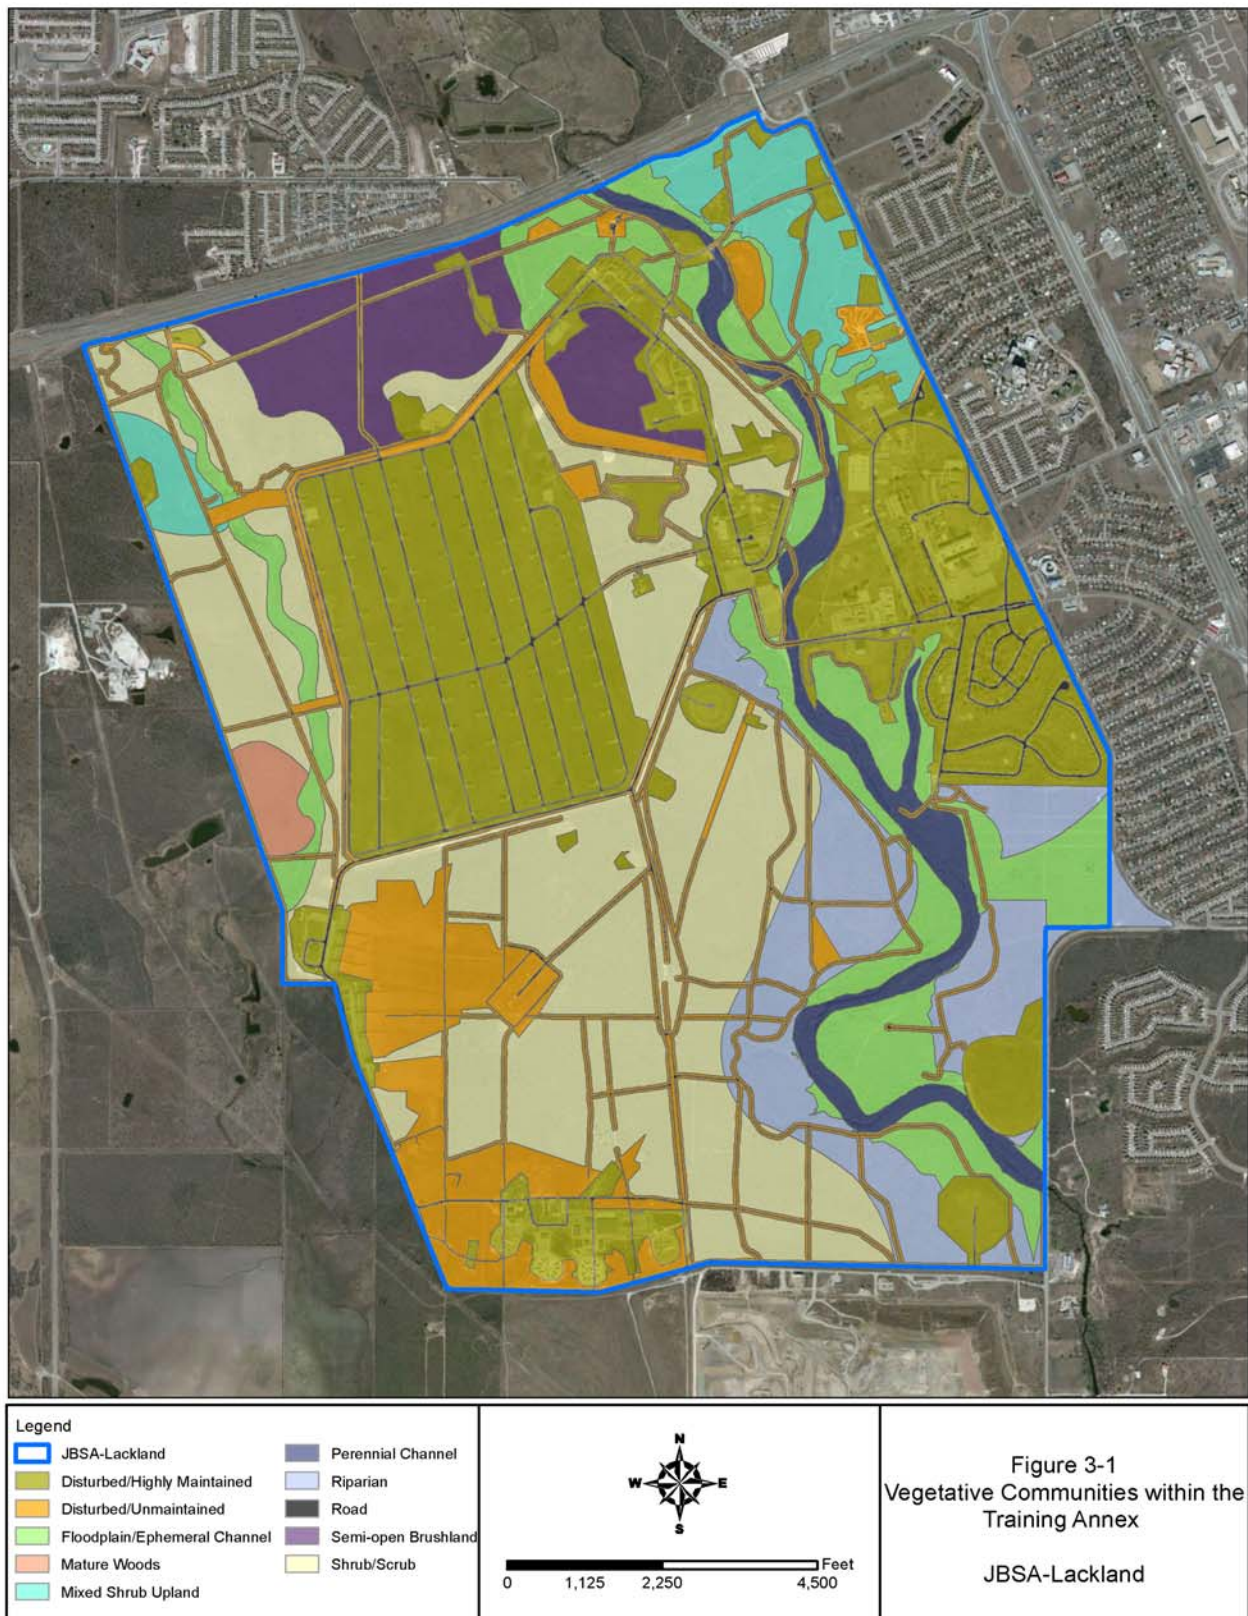 Legend
JBSA-Lackland
Disturbed/Highly Maintained
Disturbed/Unmaintained
Floodplain/Ephemeral Channel
Mature Woods
Mixed Shrub Upland
Perennial Channel
Riparian
Road
Semi-open Brushland
Shrub/Scrub
N
W E
S
Feet
0 1,125 2,250 4,500
Figure 3-1
Vegetative Communities within the
Training Annex
JBSA-Lackland